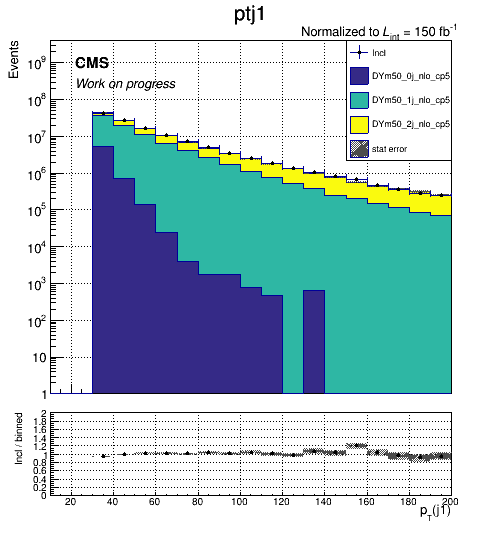 ptj1
Normalized to L_int = 150 fb^-1
Events
CMS
Work on progress
Incl
DYm50_0j_nlo_cp5
DYm50_1j_nlo_cp5
DYm50_2j_nlo_cp5
stat error
10^9
10^8
10^7
10^6
10^5
10^4
10^3
10^2
10
1
Incl / binned
2
1.8
1.6
1.4
1.2
1
0.8
0.6
0.4
0.2
0
20 40 60 80 100 120 140 160 180 200
p_T(j1)